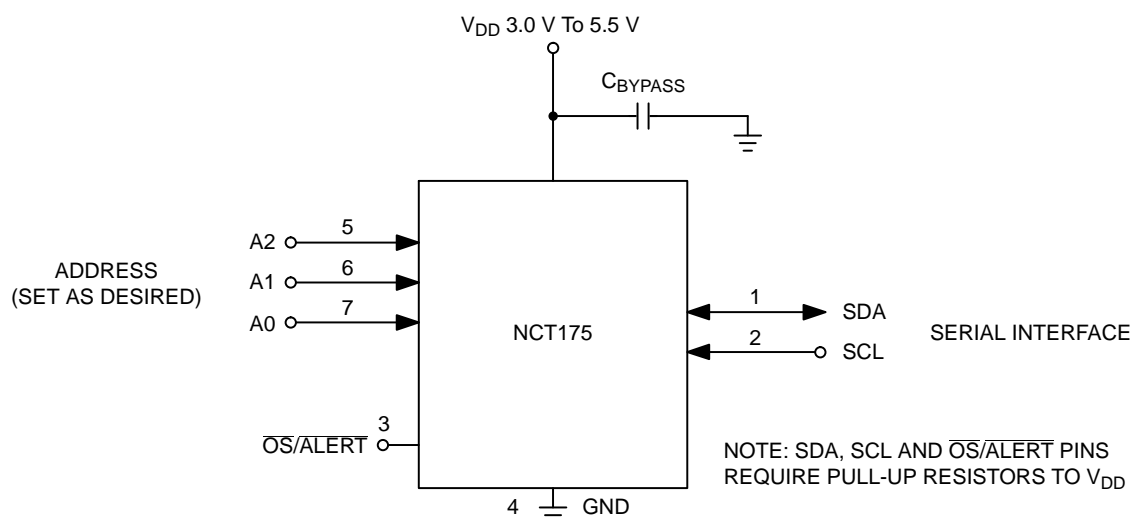 V_DD 3.0 V To 5.5 V
C_BYPASS
A2 5
A1 6
A0 7
ADDRESS
(SET AS DESIRED)
NCT175
1 SDA
2 SCL
SERIAL INTERFACE
OS/ALERT 3
4 GND
NOTE: SDA, SCL AND OS/ALERT PINS
REQUIRE PULL-UP RESISTORS TO V_DD